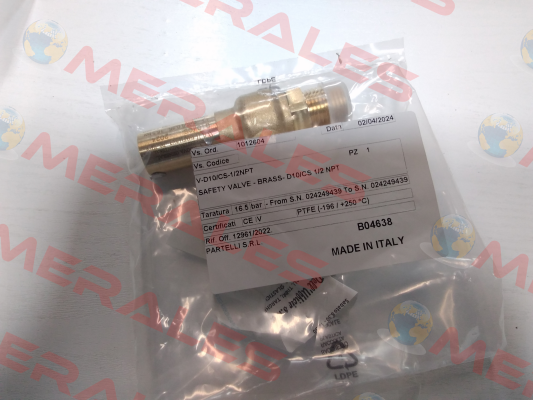 Vs. Ord. 1012604 Data 02/04/2024
Vs. Codice
V-D10/CS-1/2NPT PZ 1
SAFETY VALVE - BRASS- D10/CS 1/2 NPT
Taratura : 16.5 bar - From S.N. 024249439 To S.N. 024249439
Certificati CE /V PTFE (-196 / +250 °C)
Rif. Off. 12961/2022 B04638
PARTELLI S.R.L MADE IN ITALY
LDPE
MERALES